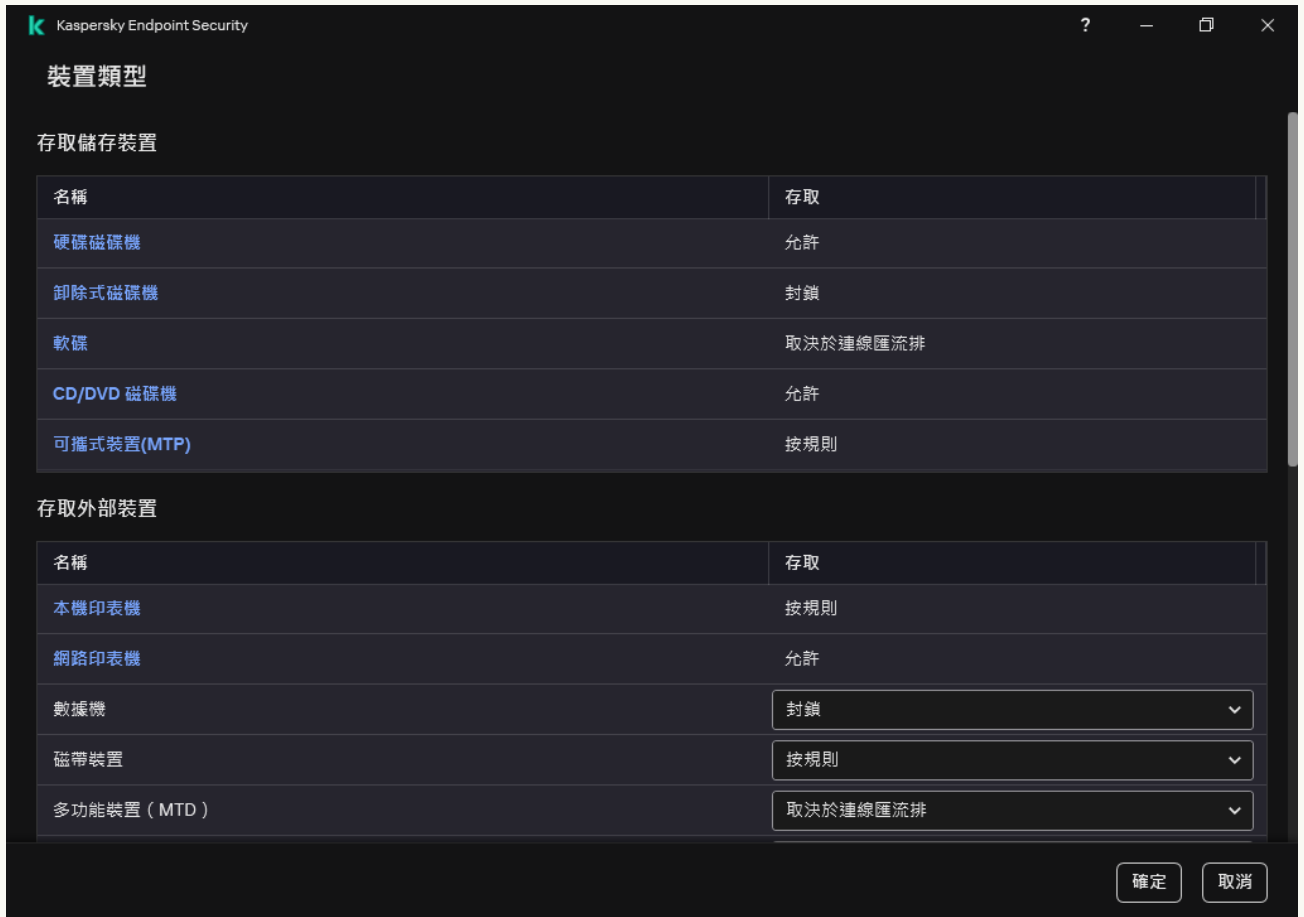 Kaspersky Endpoint Security
?
裝置類型
存取儲存裝置
名稱 存取
硬碟磁碟機 允許
卸除式磁碟機 封鎖
軟碟 取決於連線匯流排
CD/DVD 磁碟機 允許
可攜式裝置(MTP) 按規則
存取外部裝置
名稱 存取
本機印表機 按規則
網路印表機 允許
數據機 封鎖
磁帶裝置 按規則
多功能裝置（MTD） 取決於連線匯流排
確定 取消